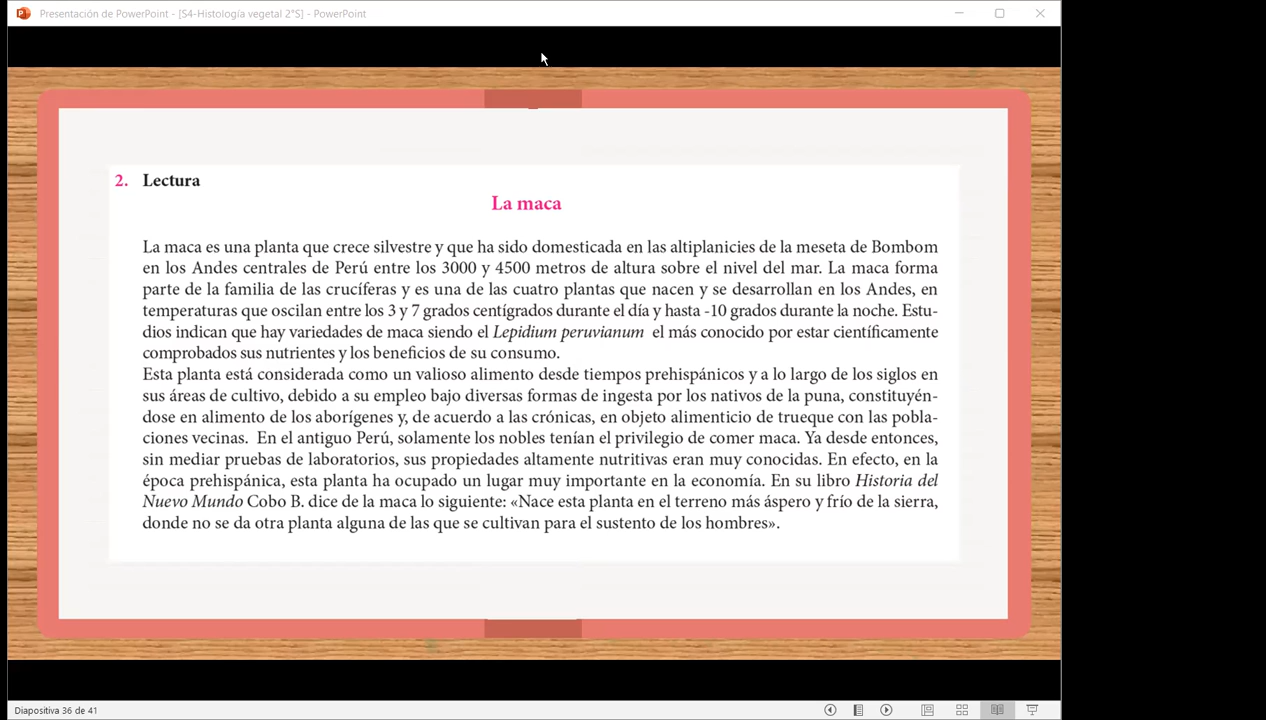 Presentación de PowerPoint - [S4-Histología vegetal 2°S] - PowerPoint
2. Lectura
La maca
La maca es una planta que crece silvestre y que ha sido domesticada en las altiplanicies de la meseta de Bombom
en los Andes centrales de Perú entre los 3000 y 4500 metros de altura sobre el nivel del mar. La maca forma
parte de la familia de las crucíferas y es una de las cuatro plantas que nacen y se desarrollan en los Andes, en
temperaturas que oscilan entre los 3 y 7 grados centígrados durante el día y hasta -10 grados durante la noche. Estu-
dios indican que hay variedades de maca siendo el Lepidium peruvianum el más conocido por estar científicamente
comprobados sus nutrientes y los beneficios de su consumo.
Esta planta está considerada como un valioso alimento desde tiempos prehispánicos y a lo largo de los siglos en
sus áreas de cultivo, debido a su empleo bajo diversas formas de ingesta por los nativos de la puna, constituyén-
dose en alimento de los aborígenes y, de acuerdo a las crónicas, en objeto alimenticio de trueque con las pobla-
ciones vecinas. En el antiguo Perú, solamente los nobles tenían el privilegio de comer maca. Ya desde entonces,
sin mediar pruebas de laboratorios, sus propiedades altamente nutritivas eran muy conocidas. En efecto, en la
época prehispánica, esta planta ha ocupado un lugar muy importante en la economía. En su libro Historia del
Nuevo Mundo Cobo B. dice de la maca lo siguiente: «Nace esta planta en el terreno más áspero y frío de la sierra,
donde no se da otra planta alguna de las que se cultivan para el sustento de los hombres».
Diapositiva 36 de 41